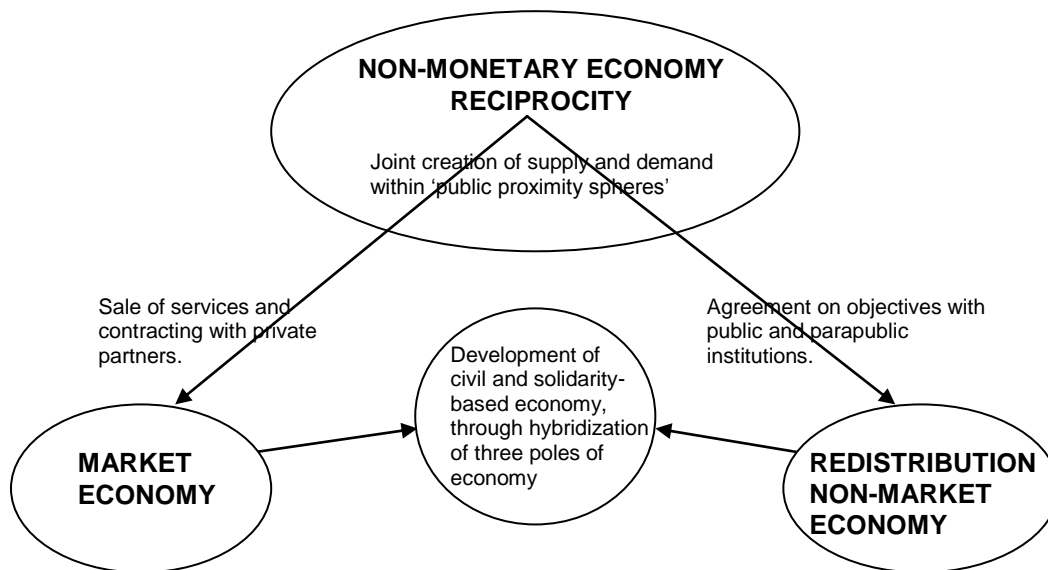 NON-MONETARY ECONOMY
RECIPROCITY
Joint creation of supply and demand
within ‘public proximity spheres’
Sale of services and
contracting with private
partners.
Agreement on objectives with
public and parapublic
institutions.
Development of
civil and solidarity-
based economy,
through hybridization
of three poles of
economy
MARKET
ECONOMY
REDISTRIBUTION
NON-MARKET
ECONOMY